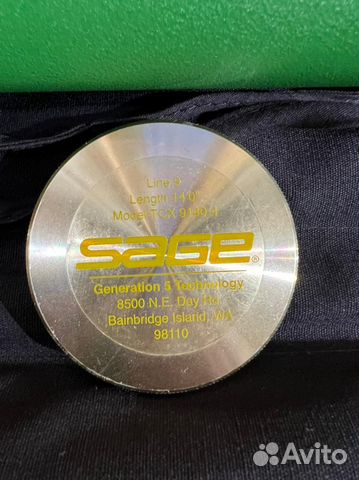 Line 9
Length 14'0"
Model TCX 9140-4
SAGE®
Generation 5 Technology
8500 N.E. Day Rd
Bainbridge Island, WA
98110
Avito